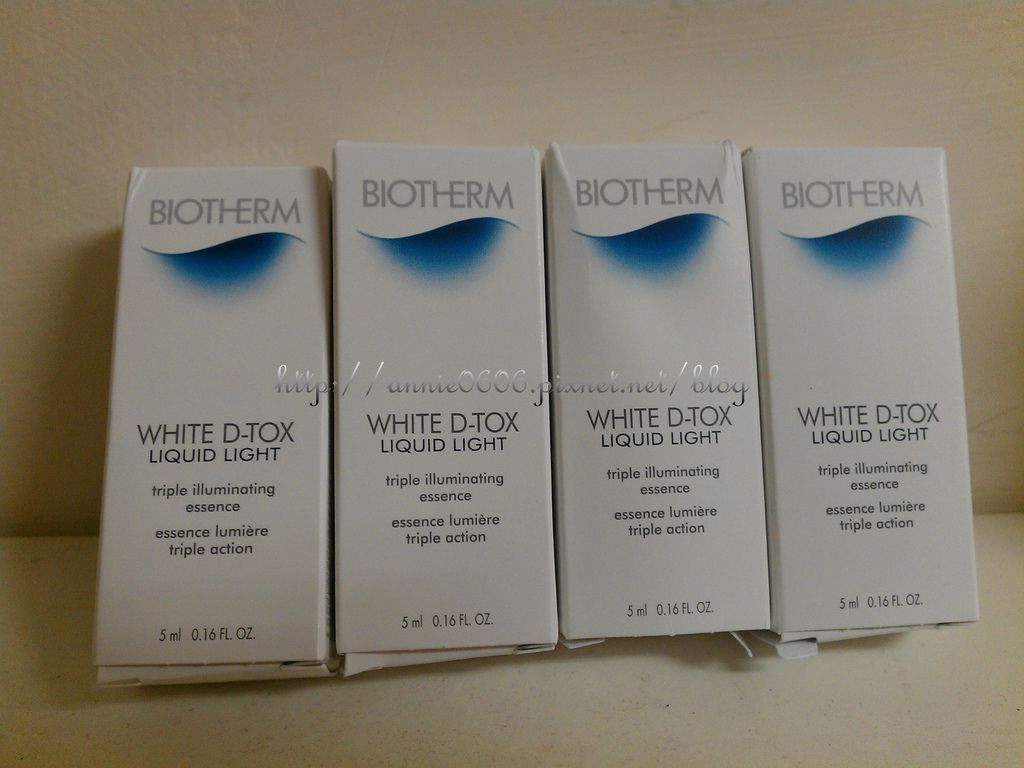 BIOTHERM
WHITE D-TOX
LIQUID LIGHT
triple illuminating
essence
essence lumière
triple action
5 ml 0.16 FL. OZ.
BIOTHERM
WHITE D-TOX
LIQUID LIGHT
triple illuminating
essence
essence lumière
triple action
5 ml 0.16 FL. OZ.
BIOTHERM
WHITE D-TOX
LIQUID LIGHT
triple illuminating
essence
essence lumière
triple action
5 ml 0.16 FL. OZ.
BIOTHERM
WHITE D-TOX
LIQUID LIGHT
triple illuminating
essence
essence lumière
triple action
5 ml 0.16 FL. OZ.
http://annie0606.pixnet.net/blog